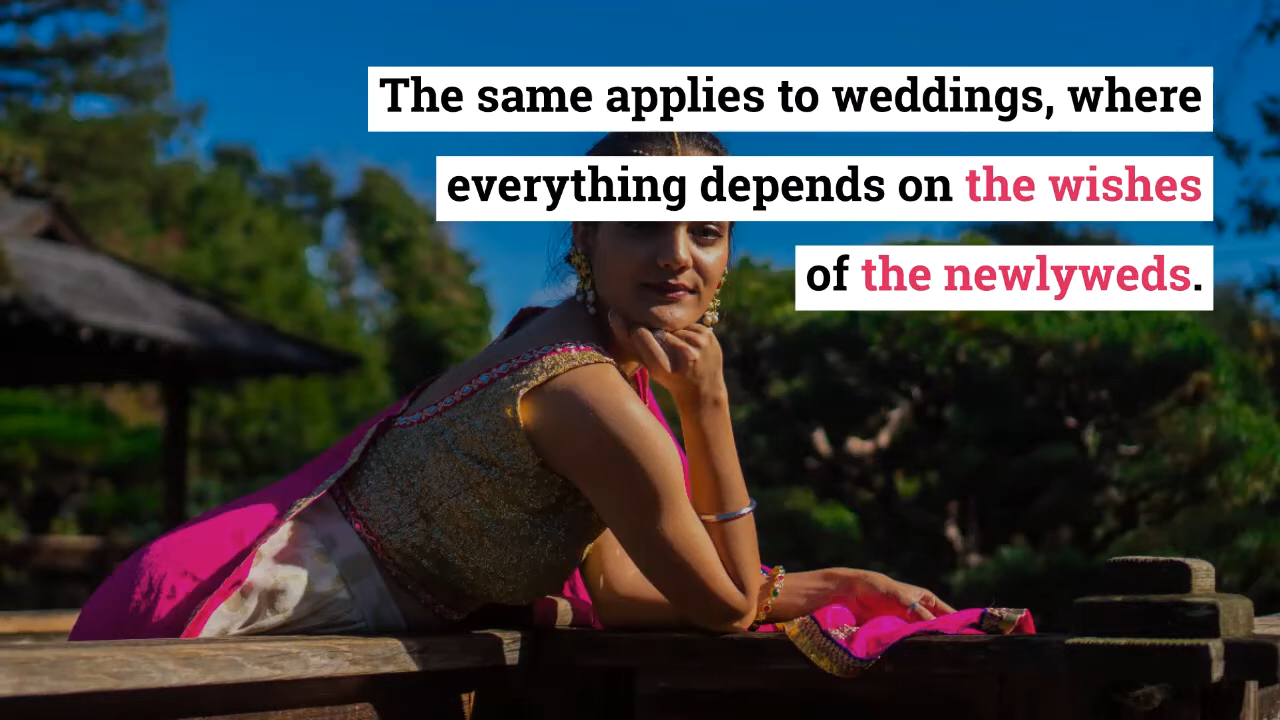 The same applies to weddings, where
everything depends on the wishes
of the newlyweds.